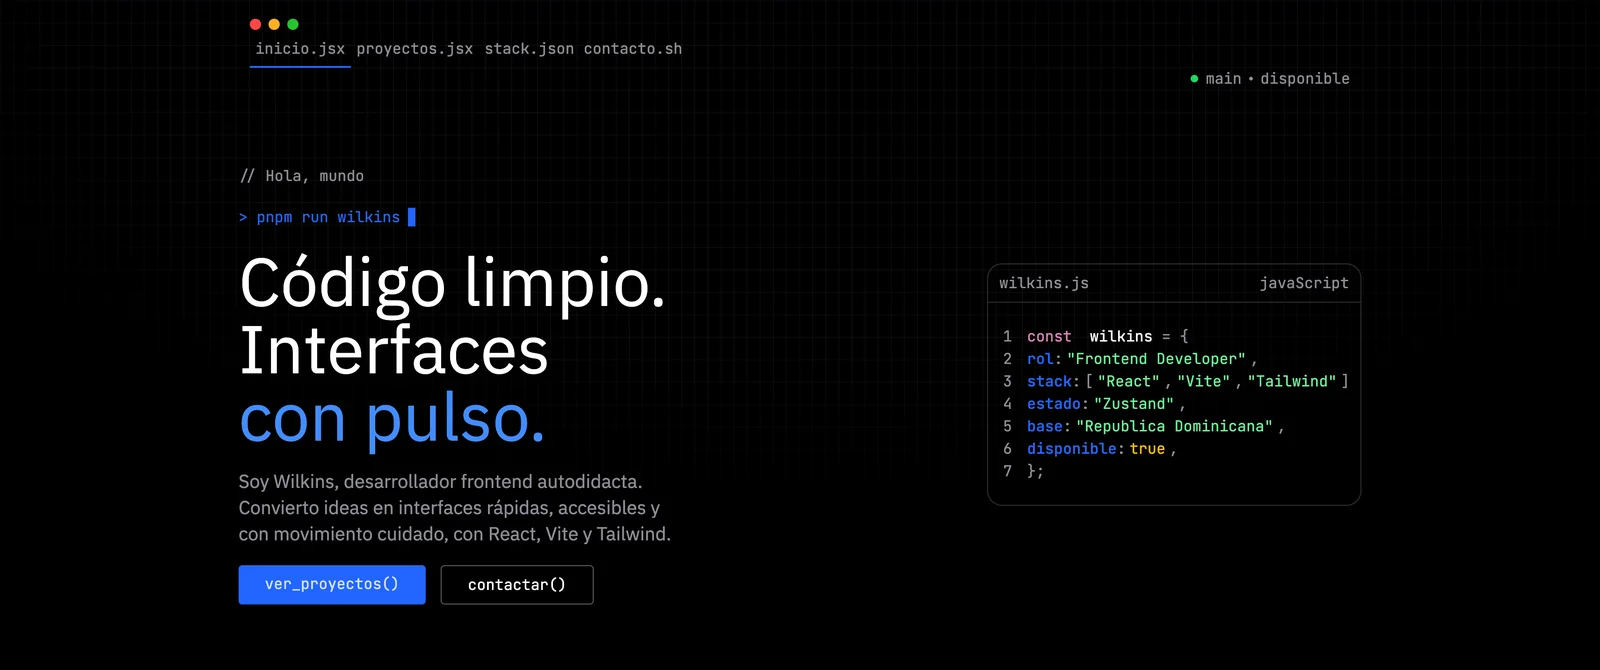 inicio.jsx proyectos.jsx stack.json contacto.sh
main • disponible
// Hola, mundo
> pnpm run wilkins
Código limpio.
Interfaces
con pulso.
Soy Wilkins, desarrollador frontend autodidacta.
Convierto ideas en interfaces rápidas, accesibles y
con movimiento cuidado, con React, Vite y Tailwind.
ver_proyectos() contactar()
wilkins.js javaScript
1 const wilkins = {
2 rol: "Frontend Developer",
3 stack: ["React", "Vite", "Tailwind"]
4 estado: "Zustand",
5 base: "Republica Dominicana",
6 disponible: true,
7 };